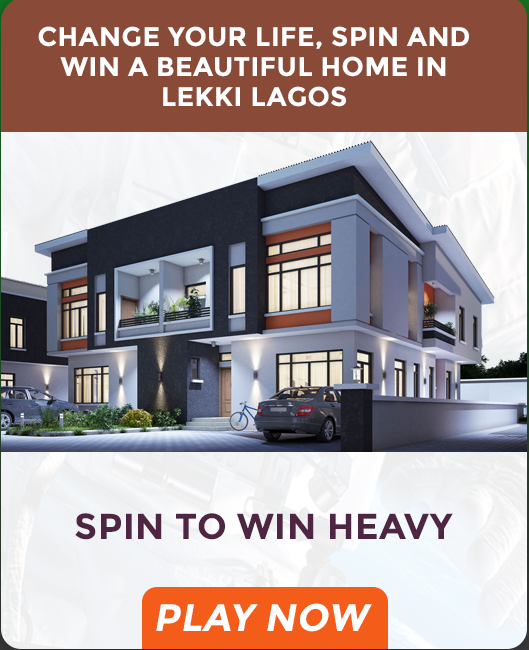 CHANGE YOUR LIFE, SPIN AND
WIN A BEAUTIFUL HOME IN
LEKKI LAGOS
SPIN TO WIN HEAVY
PLAY NOW